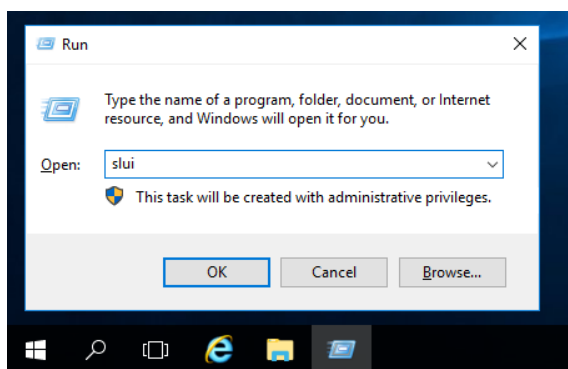 Run
Type the name of a program, folder, document, or Internet
resource, and Windows will open it for you.
Open: slui
This task will be created with administrative privileges.
OK Cancel Browse...